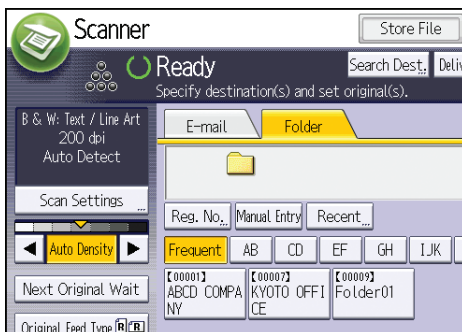 Scanner
Store File
Ready
Search Dest.
Specify destination(s) and set original(s).
B & W: Text / Line Art
200 dpi
Auto Detect
E-mail
Folder
Scan Settings
Reg. No.
Manual Entry
Recent
◀ Auto Density ▶
Frequent
AB
CD
EF
GH
IJK
Next Original Wait
【00001】
ABCD COMPA
NY
【00007】
KYOTO OFFI
CE
【00009】
Folder01
Original Feed Type